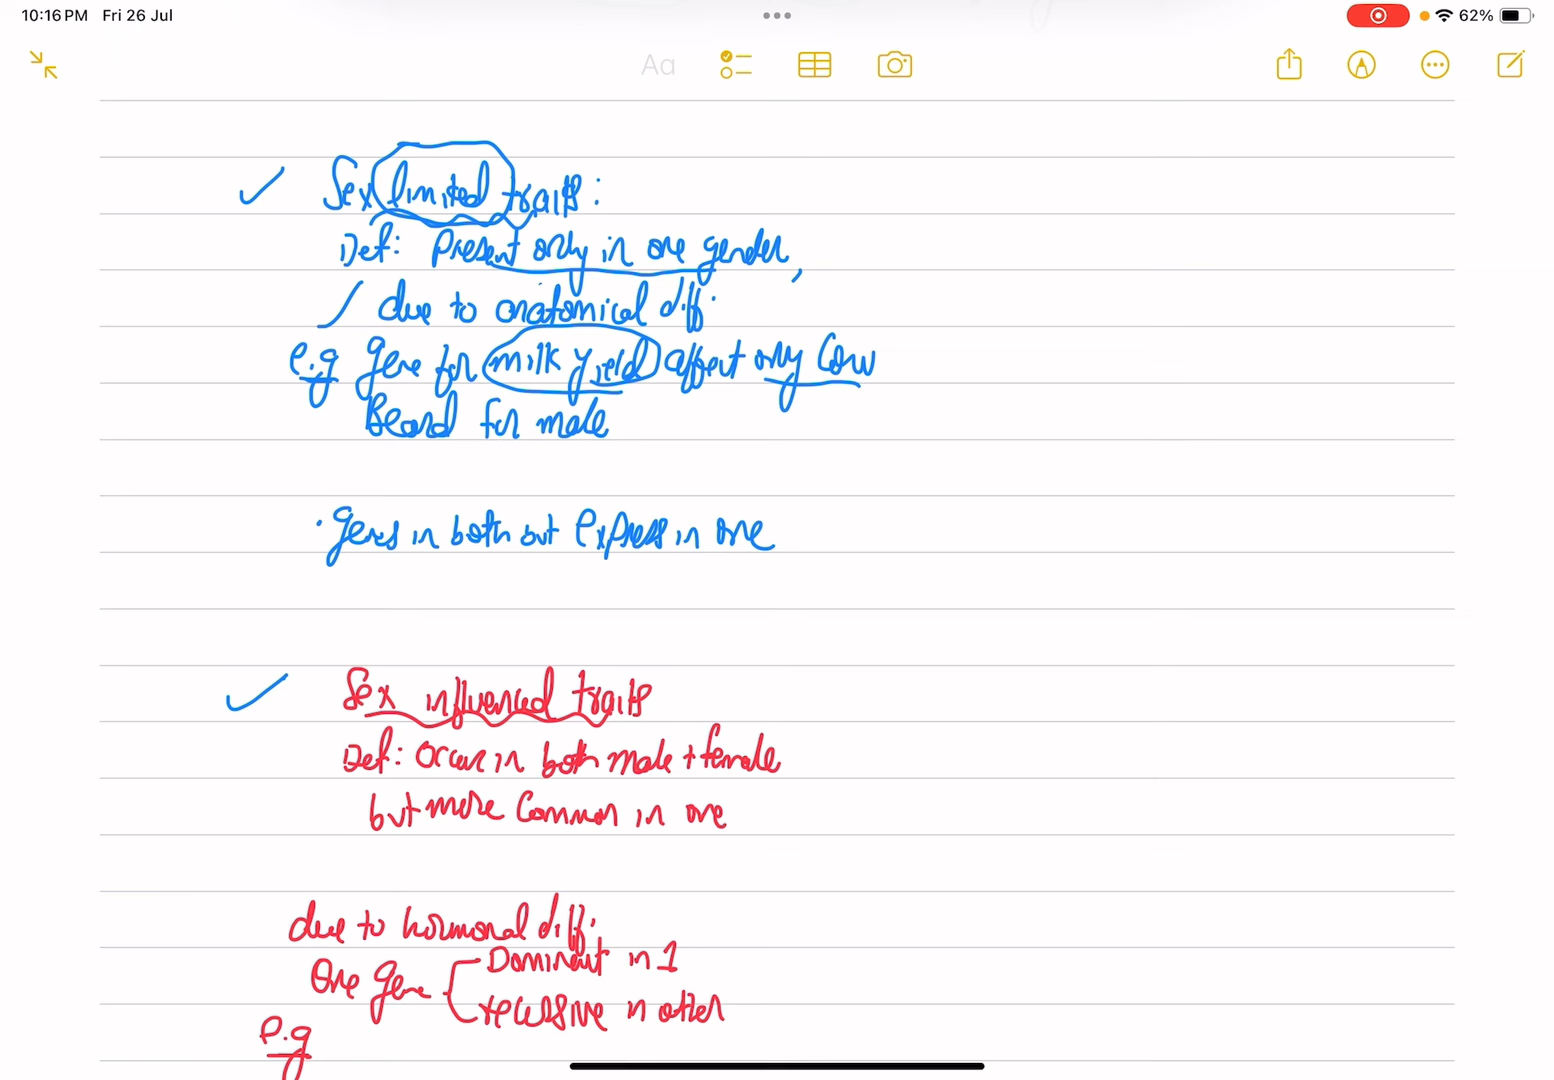 10:16 PM Fri 26 Jul
62%
Aa
Sex limited traits:
Def: Present only in one gender,
due to anatomical diff.
e.g gene for milk yield affect only Cow
Beard for male
· genes in both but express in one
Sex influenced traits
Def: Occur in both male + female
but more common in one
due to hormonal diff.
One gene { Dominant in 1
recessive in other
e.g